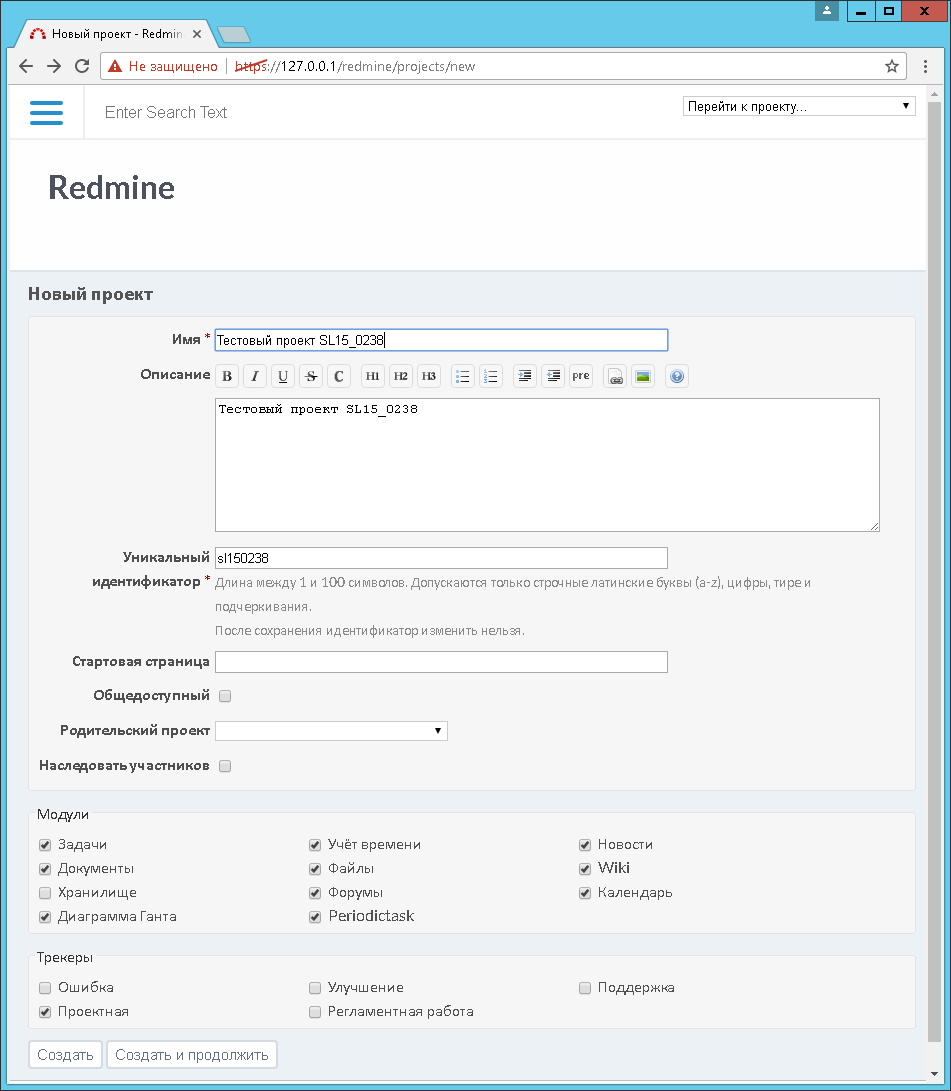 Новый проект - Redmin
Не защищено | https://127.0.0.1/redmine/projects/new
Enter Search Text
Перейти к проекту...
Redmine
Новый проект
Имя * Тестовый проект SL15_0238
Описание B I U S C H1 H2 H3 pre
Тестовый проект SL15_0238
Уникальный идентификатор * sl150238
Длина между 1 и 100 символов. Допускаются только строчные латинские буквы (a-z), цифры, тире и
подчеркивания.
После сохранения идентификатор изменить нельзя.
Стартовая страница
Общедоступный
Родительский проект
Наследовать участников
Модули
Задачи Учёт времени Новости
Документы Файлы Wiki
Хранилище Форумы Календарь
Диаграмма Ганта Periodictask
Трекеры
Ошибка Улучшение Поддержка
Проектная Регламентная работа
Создать Создать и продолжить